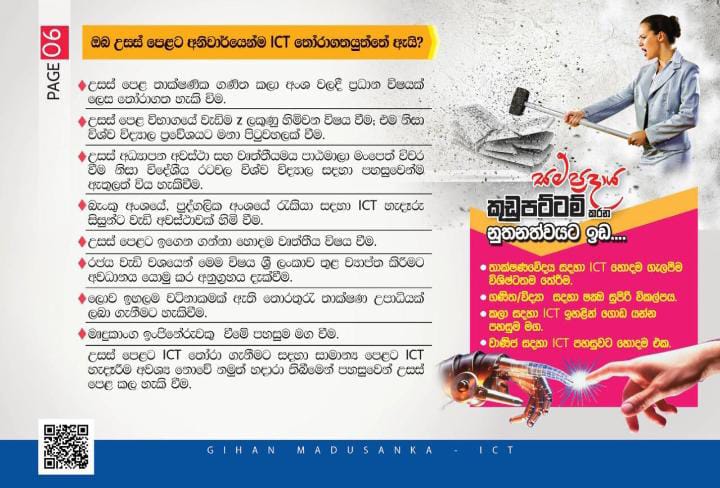 PAGE 06
ඔබ උසස් පෙළට අනිවාර්යෙන්ම ICT තෝරාගතයුත්තේ ඇයි?
උසස් පෙළ තාක්ෂණික ගණිත කලා අංශ වලදී ප්‍රධාන විෂයක්
ලෙස තෝරාගත හැකි වීම.
උසස් පෙළ විභාගයේ වැඩිම z ලකුණු හිමිවන විෂය වීම; එම නිසා
විශ්ව විද්‍යාල ප්‍රවේශයට මනා පිටුවහලක් වීම.
උසස් අධ්‍යාපන අවස්ථා සහ වෘත්තීයමය පාඨමාලා මංපෙත් විවර
වීම නිසා විදේශීය රටවල විශ්ව විද්‍යාල සඳහා පහසුවෙන්ම
ඇතුලත් විය හැකිවීම.
බැංකු අංශයේ, පුද්ගලික අංශයේ රැකියා සඳහා ICT හැදෑරූ
සිසුන්ට වැඩි අවස්ථාවක් හිමි වීම.
උසස් පෙළට ඉගෙන ගන්නා හොදම වෘත්තීය විෂය වීම.
රජය වැඩි වශයෙන් මෙම විෂය ශ්‍රී ලංකාව තුළ ව්‍යාප්ත කිරීමට
අවධානය යොමු කර අනුග්‍රහය දැක්වීම.
ලොව ඉහලම වටිනාකමක් ඇති තොරතුරු තාක්ෂණ උපාධියක්
ලබා ගැනීමට හැකිවීම.
මෘදුකාංග ඉංජිනේරුවකු වීමේ පහසුම මග වීම.
උසස් පෙළට ICT තෝරා ගැනීමට සඳහා සාමාන්‍ය පෙළට ICT
හැදෑරීම අවශ්‍ය නොවේ නමුත් හදාරා තිබීමෙන් පහසුවෙන් උසස්
පෙළ කල හැකි වීම.
සම්ප්‍රදාය
කුඩුපට්ටම් කරන
නූතනත්වයට ඉඩ....
තාක්ෂණවේදය සඳහා ICT හොදම ගැලපීම
විශිෂ්ටතම තේරීම.
ගණිත/විද්‍යා සඳහා සුපිරි විකල්පය.
කලා සඳහා ICT ඉහළින් ගොඩ යන්න
පහසුම මග.
වාණිජ සඳහා ICT පහසුවට හොදම එක.
GIHAN MADUSANKA - ICT